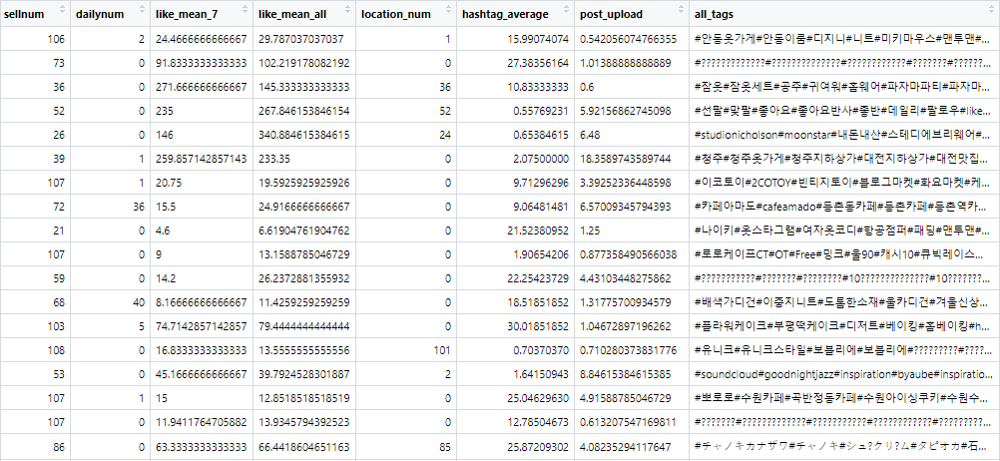 sellnum dailynum like_mean_7 like_mean_all location_num hashtag_average post_upload all_tags
106 2 24.4666666666667 29.787037037037 1 15.99074074 0.542056074766355 #안동옷가게#안동이룸#디지니#니트#미키마우스#맨투맨#...
73 0 91.8333333333333 102.219178082192 0 27.38356164 1.01388888888889 #?????????????#??????????????#????????????#???????#??????...
36 0 271.666666666667 145.333333333333 36 10.83333333 0.6 #잠옷#잠옷세트#공주#귀여워#홈웨어#파자마파티#파자마...
52 0 235 267.846153846154 52 0.55769231 5.92156862745098 #선팔#맞팔#좋아요#좋아요반사#좋반#데일리#팔로우#like...
26 0 146 340.884615384615 24 0.65384615 6.48 #studionicholson#moonstar#내돈내산#스테디에브리웨어#...
39 1 259.857142857143 233.35 0 2.07500000 18.3589743589744 #청주#청주옷가게#청주지하상가#대전지하상가#대전맛집...
107 1 20.75 19.5925925925926 0 9.71296296 3.39252336448598 #이코토이#2COTOY#빈티지토이#블로그마켓#화요마켓#케...
72 36 15.5 24.9166666666667 0 9.06481481 6.57009345794393 #카페아마도#cafeamado#등촌동카페#등촌카페#등촌역카...
21 0 4.6 6.61904761904762 0 21.52380952 1.25 #나이키#옷스타그램#여자옷코디#항공점퍼#패딩#맨투맨#...
107 0 9 13.1588785046729 0 1.90654206 0.877358490566038 #로로케이프CT#OT#Free#밍크#울90#캐시10#큐빅레이스...
59 0 14.2 26.2372881355932 0 22.25423729 4.43103448275862 #???????????#???????#????????#10??????????????#10????????...
68 40 8.16666666666667 11.4259259259259 0 18.51851852 1.31775700934579 #배색가디건#이중지니트#도톰한소재#울카디건#겨울신상...
103 5 74.7142857142857 79.4444444444444 0 30.01851852 1.04672897196262 #플라워케이크#부평떡케이크#디저트#베이킹#홈베이킹#h...
108 0 16.8333333333333 13.5555555555556 101 0.70370370 0.710280373831776 #유니크#유니크스타일#보블리에#보블리에#?????????#????...
53 0 45.1666666666667 39.7924528301887 2 1.64150943 8.84615384615385 #soundcloud#goodnightjazz#inspiration#byaube#inspiratio...
107 1 15 12.8518518518519 0 25.04629630 4.91588785046729 #뽀로로#수원카페#곡반정동카페#수원아이싱쿠키#수원수...
107 0 11.9411764705882 13.9345794392523 0 12.78504673 0.613207547169811 #???????#?????????????#???????????#????????????#?????????...
86 0 63.3333333333333 66.4418604651163 85 25.87209302 4.08235294117647 #チャノキカナザワ#チャノキ#シュ?クリ?ム#タピオカ#石...